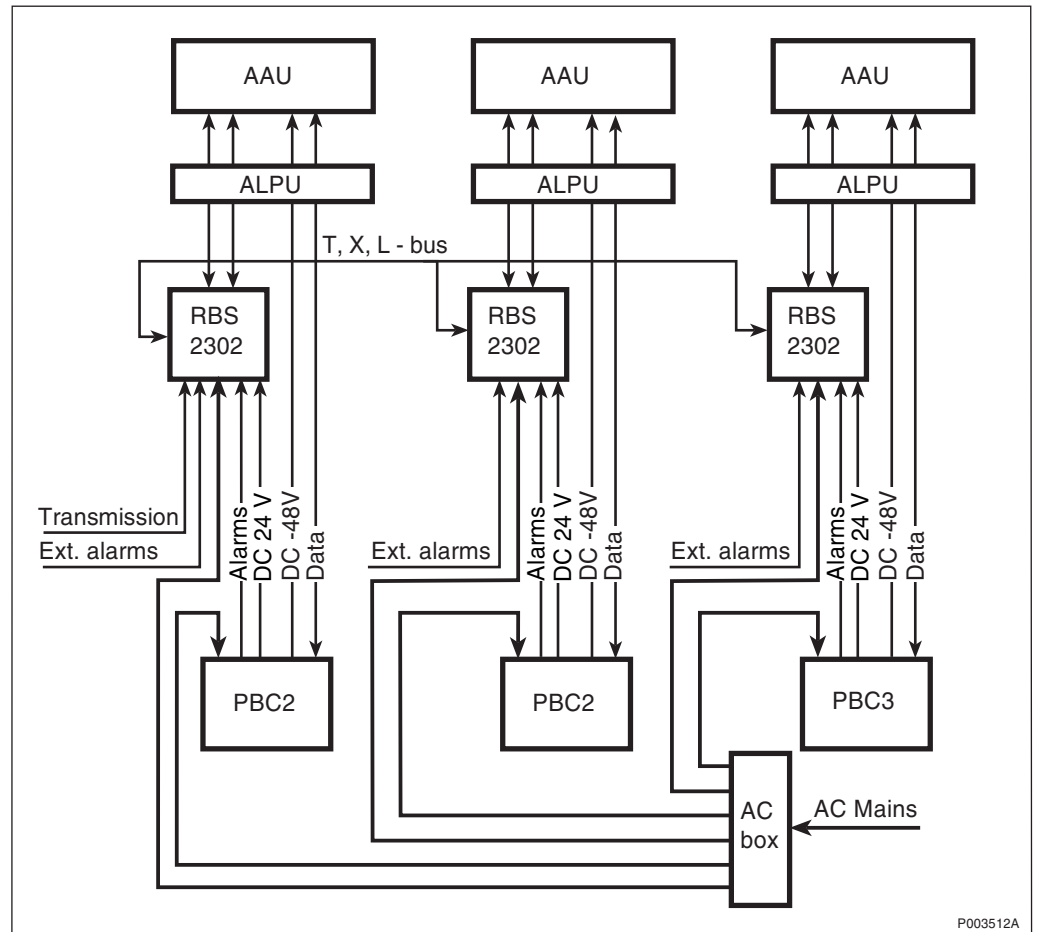 AAU
AAU
AAU
ALPU
ALPU
ALPU
T, X, L - bus
RBS
2302
RBS
2302
RBS
2302
Transmission
Ext. alarms
Alarms
DC 24 V
DC -48V
Data
Ext. alarms
Alarms
DC 24 V
DC -48V
Data
Ext. alarms
Alarms
DC 24 V
DC -48V
Data
PBC2
PBC2
PBC3
AC
box
AC Mains
P003512A